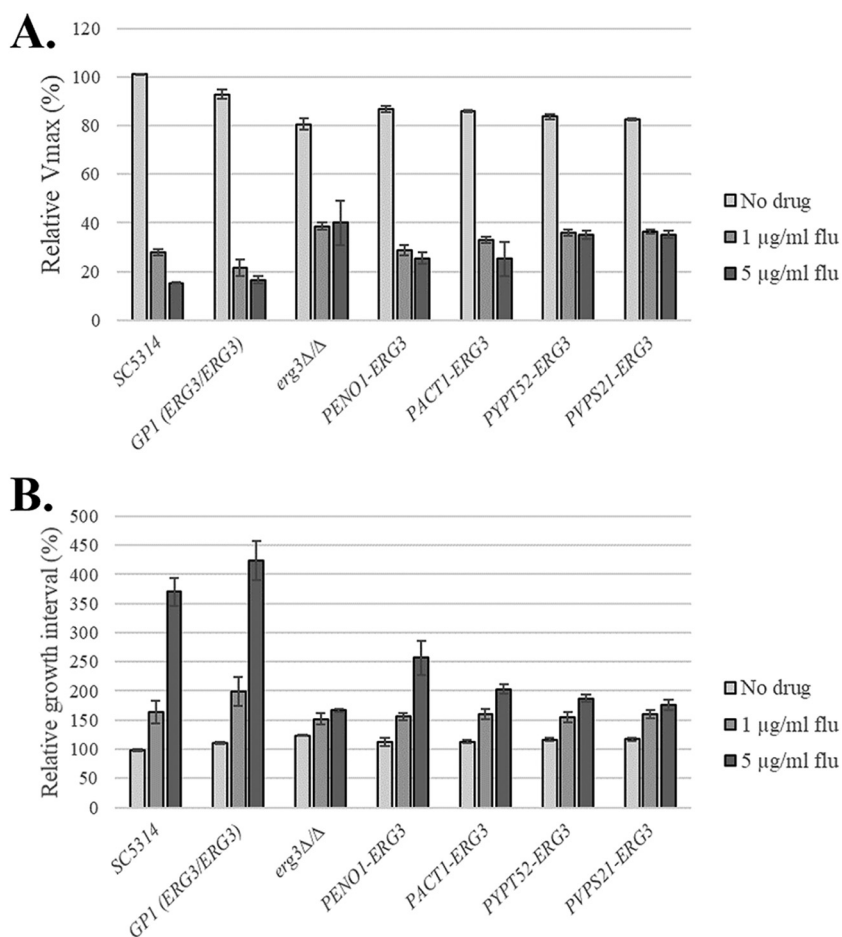 A.
Relative Vmax (%)
120
100
80
60
40
20
0
SC5314
GP1 (ERG3/ERG3)
erg3Δ/Δ
PENO1-ERG3
PACT1-ERG3
PYPT52-ERG3
PVPS21-ERG3
No drug
1 µg/ml flu
5 µg/ml flu
B.
Relative growth interval (%)
500
450
400
350
300
250
200
150
100
50
0
SC5314
GP1 (ERG3/ERG3)
erg3Δ/Δ
PENO1-ERG3
PACT1-ERG3
PYPT52-ERG3
PVPS21-ERG3
No drug
1 µg/ml flu
5 µg/ml flu